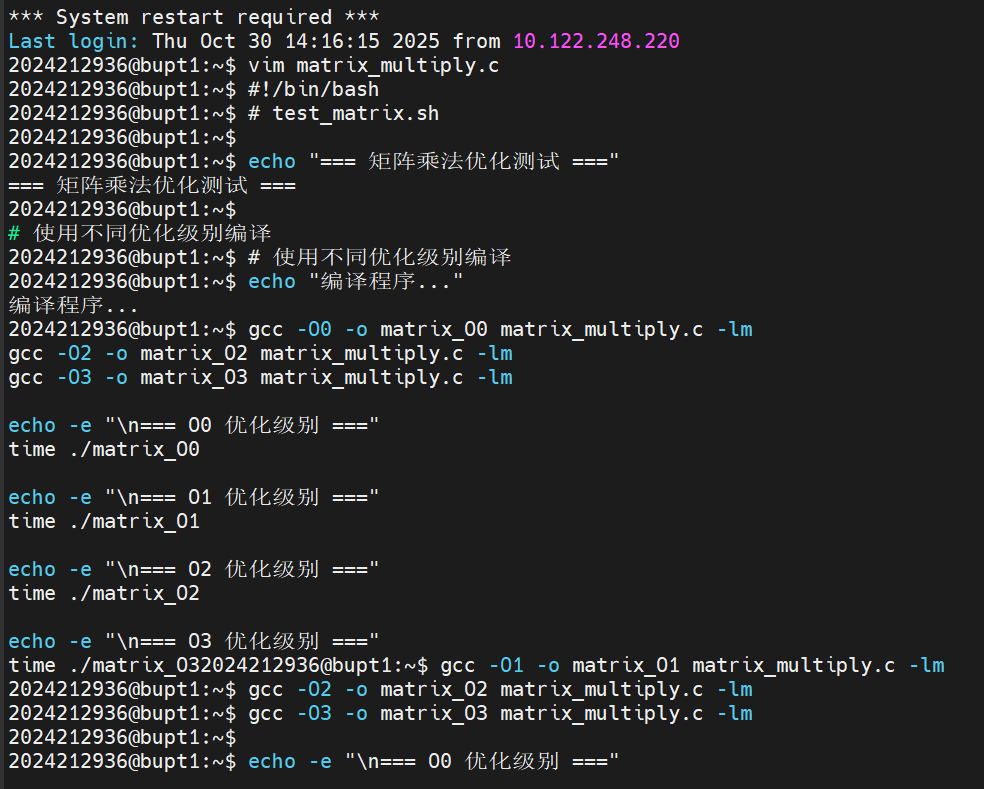 *** System restart required ***
Last login: Thu Oct 30 14:16:15 2025 from 10.122.248.220
2024212936@bupt1:~$ vim matrix_multiply.c
2024212936@bupt1:~$ #!/bin/bash
2024212936@bupt1:~$ # test_matrix.sh
2024212936@bupt1:~$
2024212936@bupt1:~$ echo "=== 矩阵乘法优化测试 ==="
=== 矩阵乘法优化测试 ===
2024212936@bupt1:~$
# 使用不同优化级别编译
2024212936@bupt1:~$ # 使用不同优化级别编译
2024212936@bupt1:~$ echo "编译程序..."
编译程序...
2024212936@bupt1:~$ gcc -O0 -o matrix_O0 matrix_multiply.c -lm
gcc -O2 -o matrix_O2 matrix_multiply.c -lm
gcc -O3 -o matrix_O3 matrix_multiply.c -lm
echo -e "\n=== O0 优化级别 ==="
time ./matrix_O0
echo -e "\n=== O1 优化级别 ==="
time ./matrix_O1
echo -e "\n=== O2 优化级别 ==="
time ./matrix_O2
echo -e "\n=== O3 优化级别 ==="
time ./matrix_O32024212936@bupt1:~$ gcc -O1 -o matrix_O1 matrix_multiply.c -lm
2024212936@bupt1:~$ gcc -O2 -o matrix_O2 matrix_multiply.c -lm
2024212936@bupt1:~$ gcc -O3 -o matrix_O3 matrix_multiply.c -lm
2024212936@bupt1:~$
2024212936@bupt1:~$ echo -e "\n=== O0 优化级别 ==="